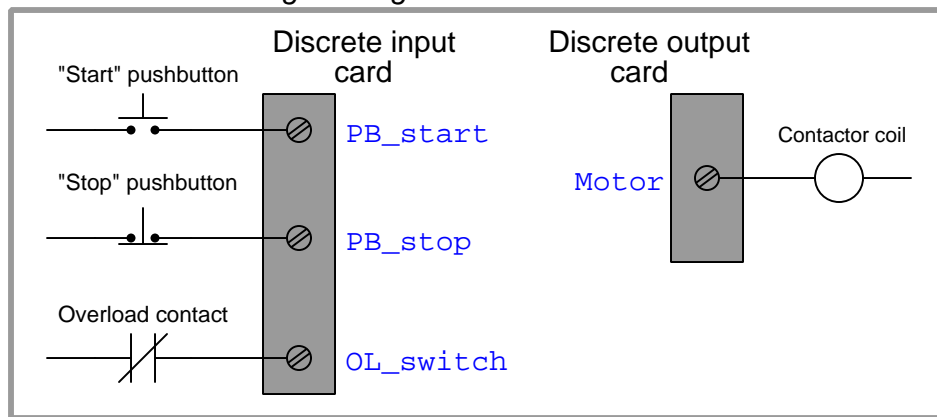 Discrete input
card
Discrete output
card
"Start" pushbutton
PB_start
Contactor coil
Motor
"Stop" pushbutton
PB_stop
Overload contact
OL_switch